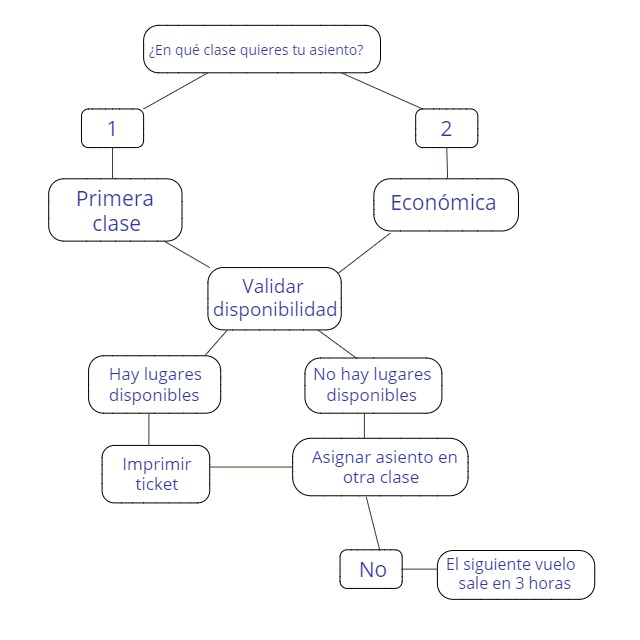 ¿En qué clase quieres tu asiento?
1
2
Primera
clase
Económica
Validar
disponibilidad
Hay lugares
disponibles
No hay lugares
disponibles
Imprimir
ticket
Asignar asiento en
otra clase
No
El siguiente vuelo
sale en 3 horas